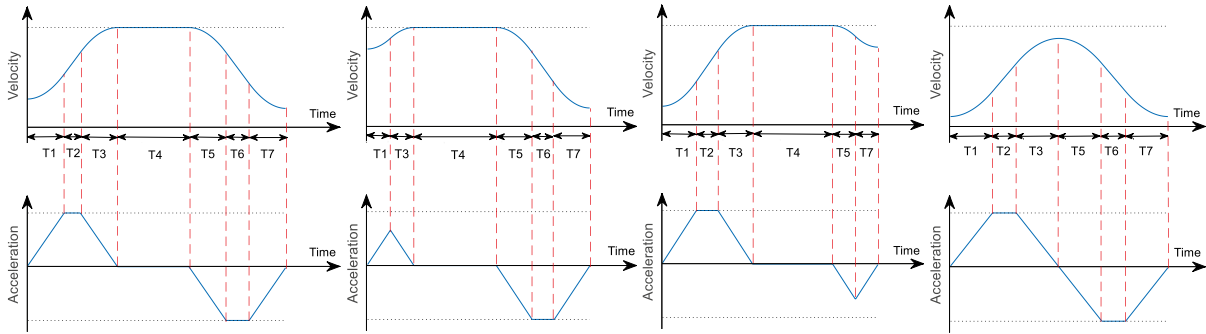 Velocity
Time
T1 T2 T3 T4 T5 T6 T7
Acceleration
Time
Velocity
Time
T1 T3 T4 T5 T6 T7
Acceleration
Time
Velocity
Time
T1 T2 T3 T4 T5 T7
Acceleration
Time
Velocity
Time
T1 T2 T3 T5 T6 T7
Acceleration
Time